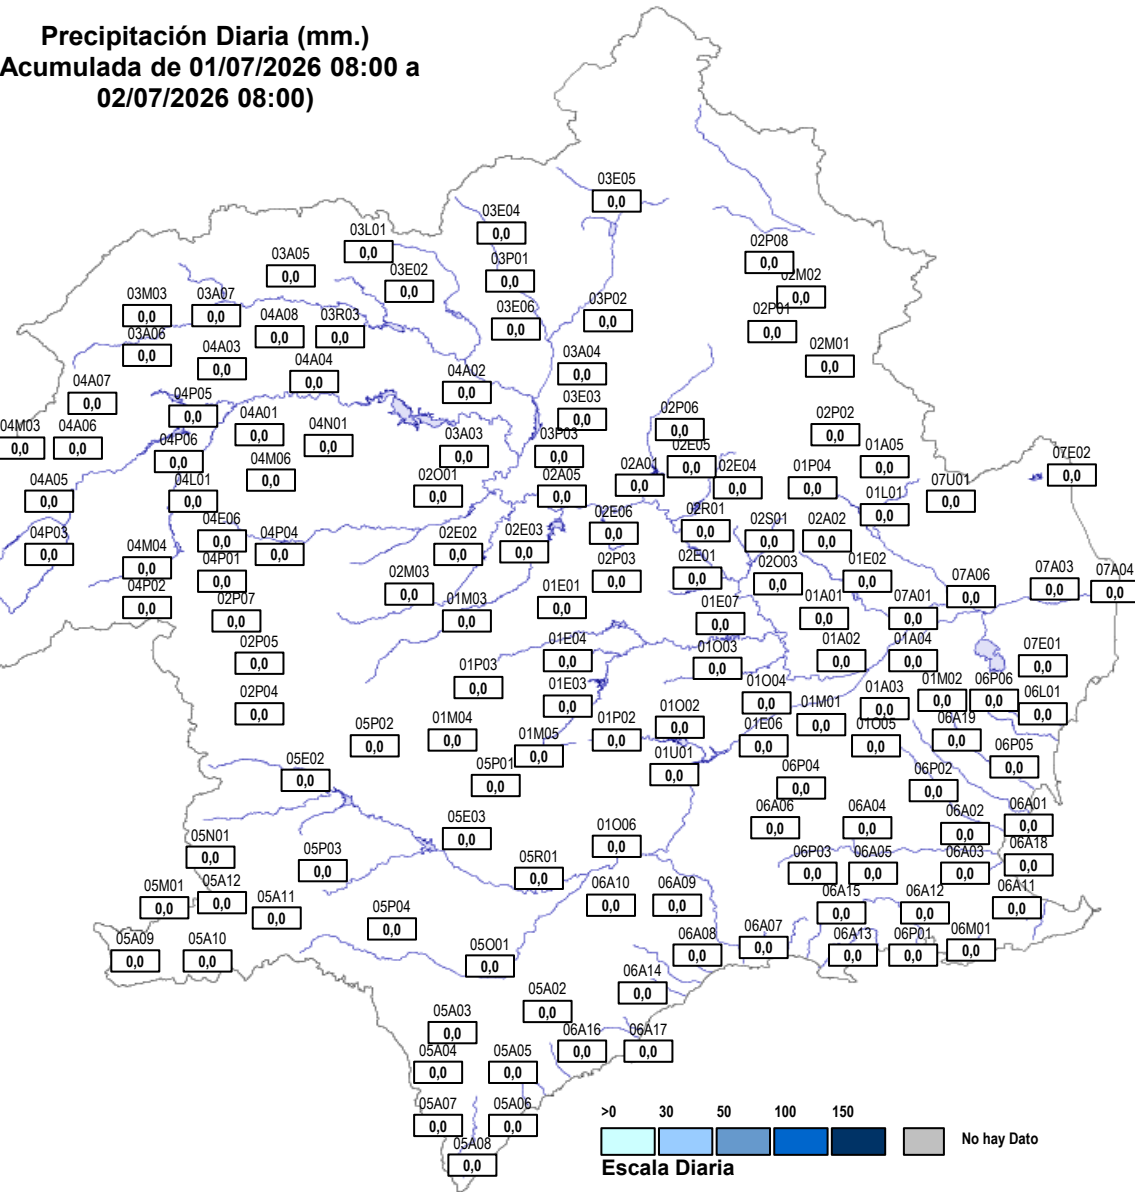 Precipitación Diaria (mm.)
Acumulada de 01/07/2026 08:00 a
02/07/2026 08:00)
03E05
0,0
03E04
0,0
03L01
0,0
02P08
0,0
03A05
0,0
03P01
0,0
03E02
0,0
02M02
0,0
03M03
0,0
03A07
0,0
03P02
0,0
04A08
0,0
03R03
0,0
03E06
0,0
02P01
0,0
03A06
0,0
04A03
0,0
03A04
0,0
02M01
0,0
04A04
0,0
04A02
0,0
04A07
0,0
03E03
0,0
04P05
0,0
02P06
0,0
02P02
0,0
04M03
0,0
04A06
0,0
04A01
0,0
04N01
0,0
03A03
0,0
03P03
0,0
04P06
0,0
02E05
0,0
01A05
0,0
07E02
0,0
04M06
0,0
02A01
0,0
02E04
0,0
01P04
0,0
04A05
0,0
04L01
0,0
02O01
0,0
02A05
0,0
07U01
0,0
01L01
0,0
04E06
0,0
02E06
0,0
02R01
0,0
02S01
0,0
02A02
0,0
04P03
0,0
04P04
0,0
02E02
0,0
02E03
0,0
04M04
0,0
04P01
0,0
02P03
0,0
02E01
0,0
02O03
0,0
01E02
0,0
02M03
0,0
07A06
0,0
07A03
0,0
07A04
0,0
04P02
0,0
02P07
0,0
01M03
0,0
01E01
0,0
01E07
0,0
01A01
0,0
07A01
0,0
02P05
0,0
01E04
0,0
01O03
0,0
01A02
0,0
01A04
0,0
07E01
0,0
01P03
0,0
02P04
0,0
01E03
0,0
01O04
0,0
01A03
0,0
01M02
0,0
06P06
0,0
06L01
0,0
05P02
0,0
01M04
0,0
01P02
0,0
01O02
0,0
01M01
0,0
01E06
0,0
01O05
0,0
06A19
0,0
01M05
0,0
05E02
0,0
05P01
0,0
01U01
0,0
06P04
0,0
06P02
0,0
06P05
0,0
05E03
0,0
01O06
0,0
06A06
0,0
06A04
0,0
06A02
0,0
06A01
0,0
05N01
0,0
05P03
0,0
05R01
0,0
06P03
0,0
06A05
0,0
06A03
0,0
06A18
0,0
05M01
0,0
05A12
0,0
05A11
0,0
06A10
0,0
06A09
0,0
06A15
0,0
06A12
0,0
06A11
0,0
05P04
0,0
05A09
0,0
05A10
0,0
05O01
0,0
06A08
0,0
06A07
0,0
06A13
0,0
06P01
0,0
06M01
0,0
06A14
0,0
05A02
0,0
05A03
0,0
06A16
0,0
06A17
0,0
05A04
0,0
05A05
0,0
05A07
0,0
05A06
0,0
05A08
0,0
>0 30 50 100 150
No hay Dato
Escala Diaria